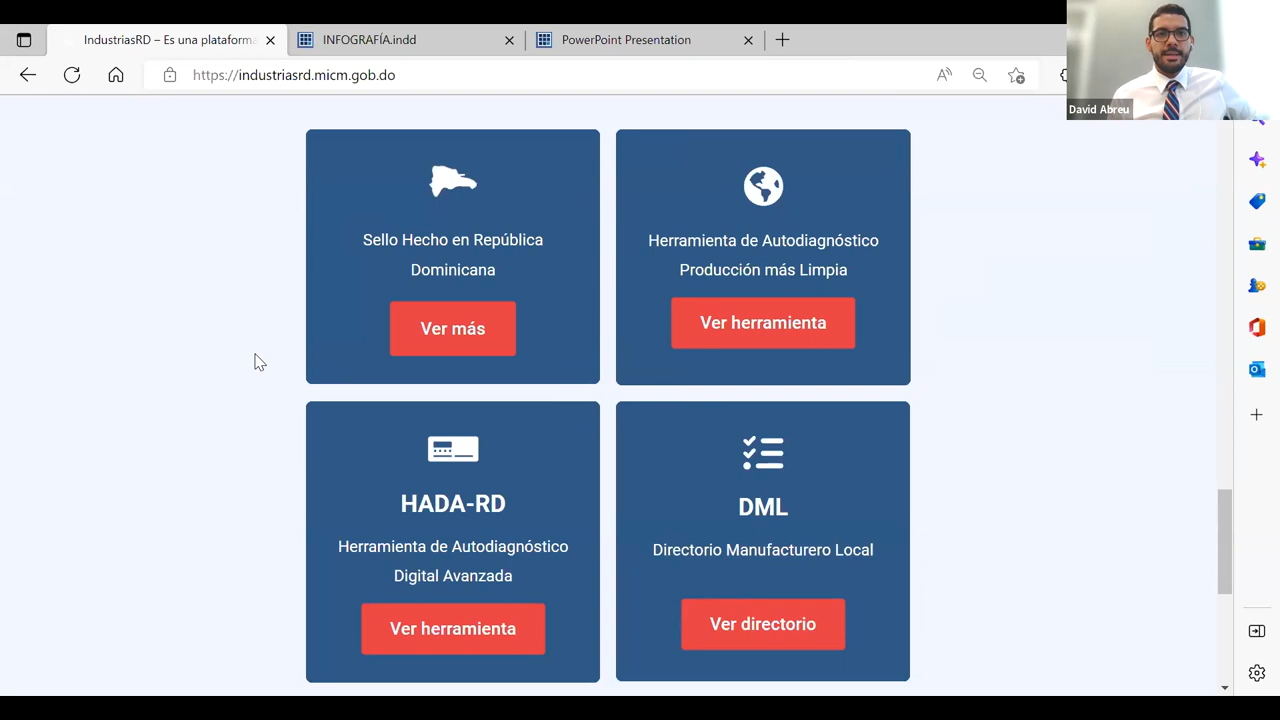 IndustriasRD – Es una plataforma
INFOGRAFÍA.indd
PowerPoint Presentation
https://industriasrd.micm.gob.do
David Abreu
Sello Hecho en República
Dominicana
Ver más
Herramienta de Autodiagnóstico
Producción más Limpia
Ver herramienta
HADA-RD
Herramienta de Autodiagnóstico
Digital Avanzada
Ver herramienta
DML
Directorio Manufacturero Local
Ver directorio